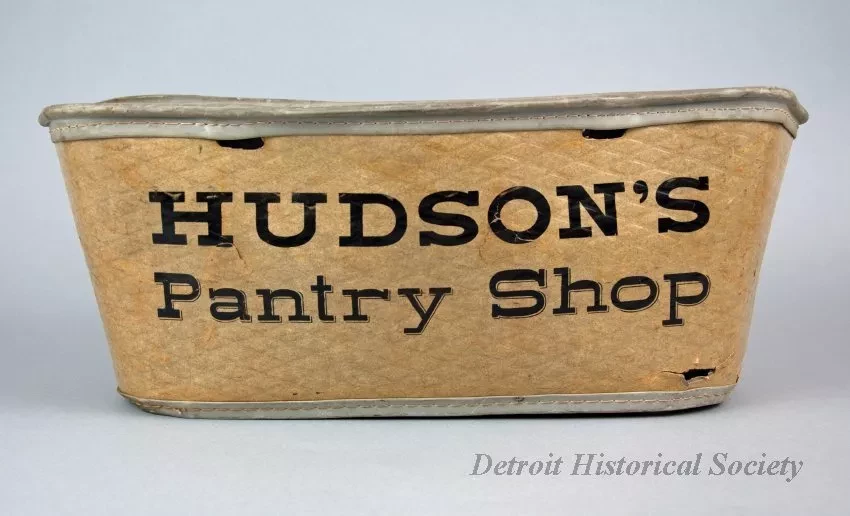 HUDSON'S
Pantry Shop
Detroit Historical Society